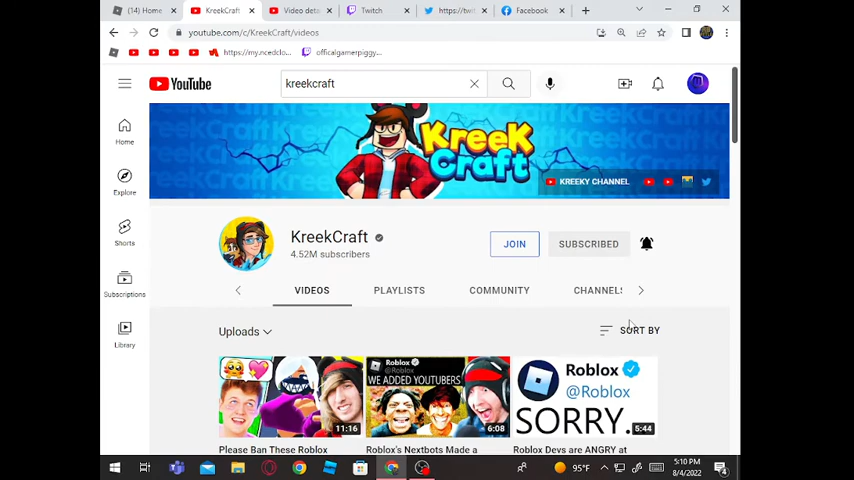 (14) Home
KreekCraft
Video deta
Twitch
https://twit
Facebook
youtube.com/c/KreekCraft/videos
https://my.ncedclo...
officalgamerpiggy...
YouTube
kreekcraft
Home
Explore
Shorts
Subscriptions
Library
KREEK
CRAFT
KREEKY CHANNEL
KreekCraft
4.52M subscribers
JOIN
SUBSCRIBED
VIDEOS
PLAYLISTS
COMMUNITY
CHANNELS
Uploads
SORT BY
11:16
Roblox
@Roblox
WE ADDED YOUTUBERS
6:08
Roblox
@Roblox
SORRY.
5:44
Please Ban These Roblox
Roblox's Nextbots Made a
Roblox Devs are ANGRY at
95°F
5:10 PM
8/4/2022
4